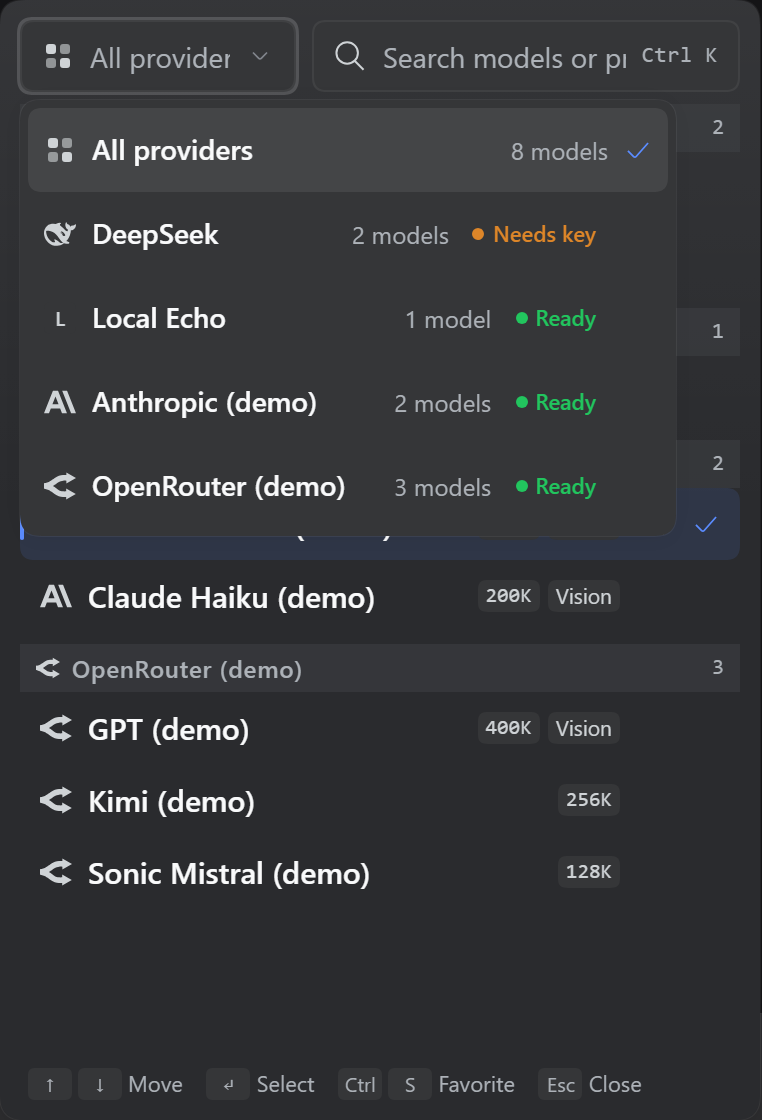 All provider
Search models or pr Ctrl K
All providers 8 models
2
DeepSeek 2 models Needs key
L Local Echo 1 model Ready
1
Anthropic (demo) 2 models Ready
2
OpenRouter (demo) 3 models Ready
Claude Haiku (demo) 200K Vision
OpenRouter (demo) 3
GPT (demo) 400K Vision
Kimi (demo) 256K
Sonic Mistral (demo) 128K
↑ ↓ Move ↵ Select Ctrl S Favorite Esc Close